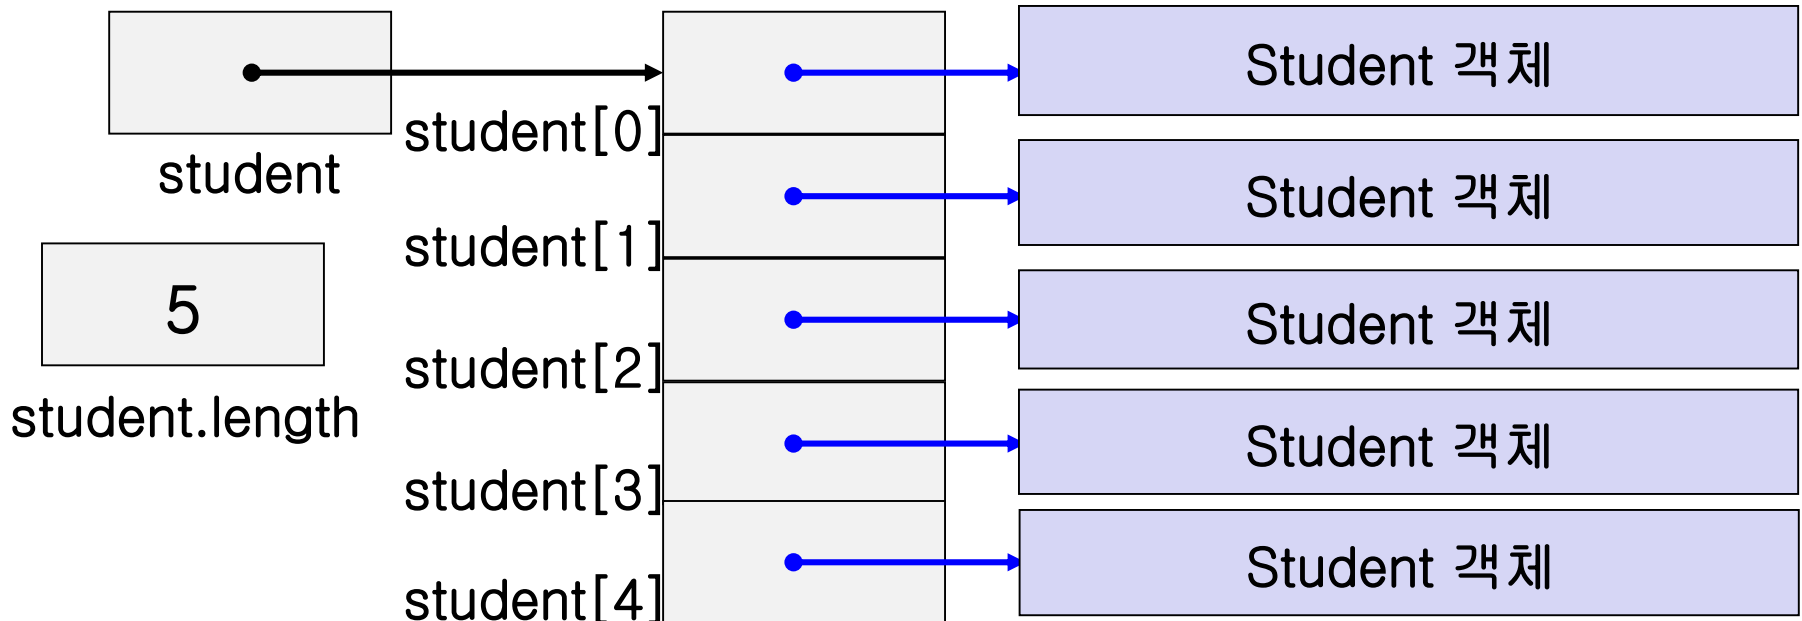 Student 객체
student[0]
student
Student 객체
student[1]
5
Student 객체
student[2]
student.length
Student 객체
student[3]
Student 객체
student[4]